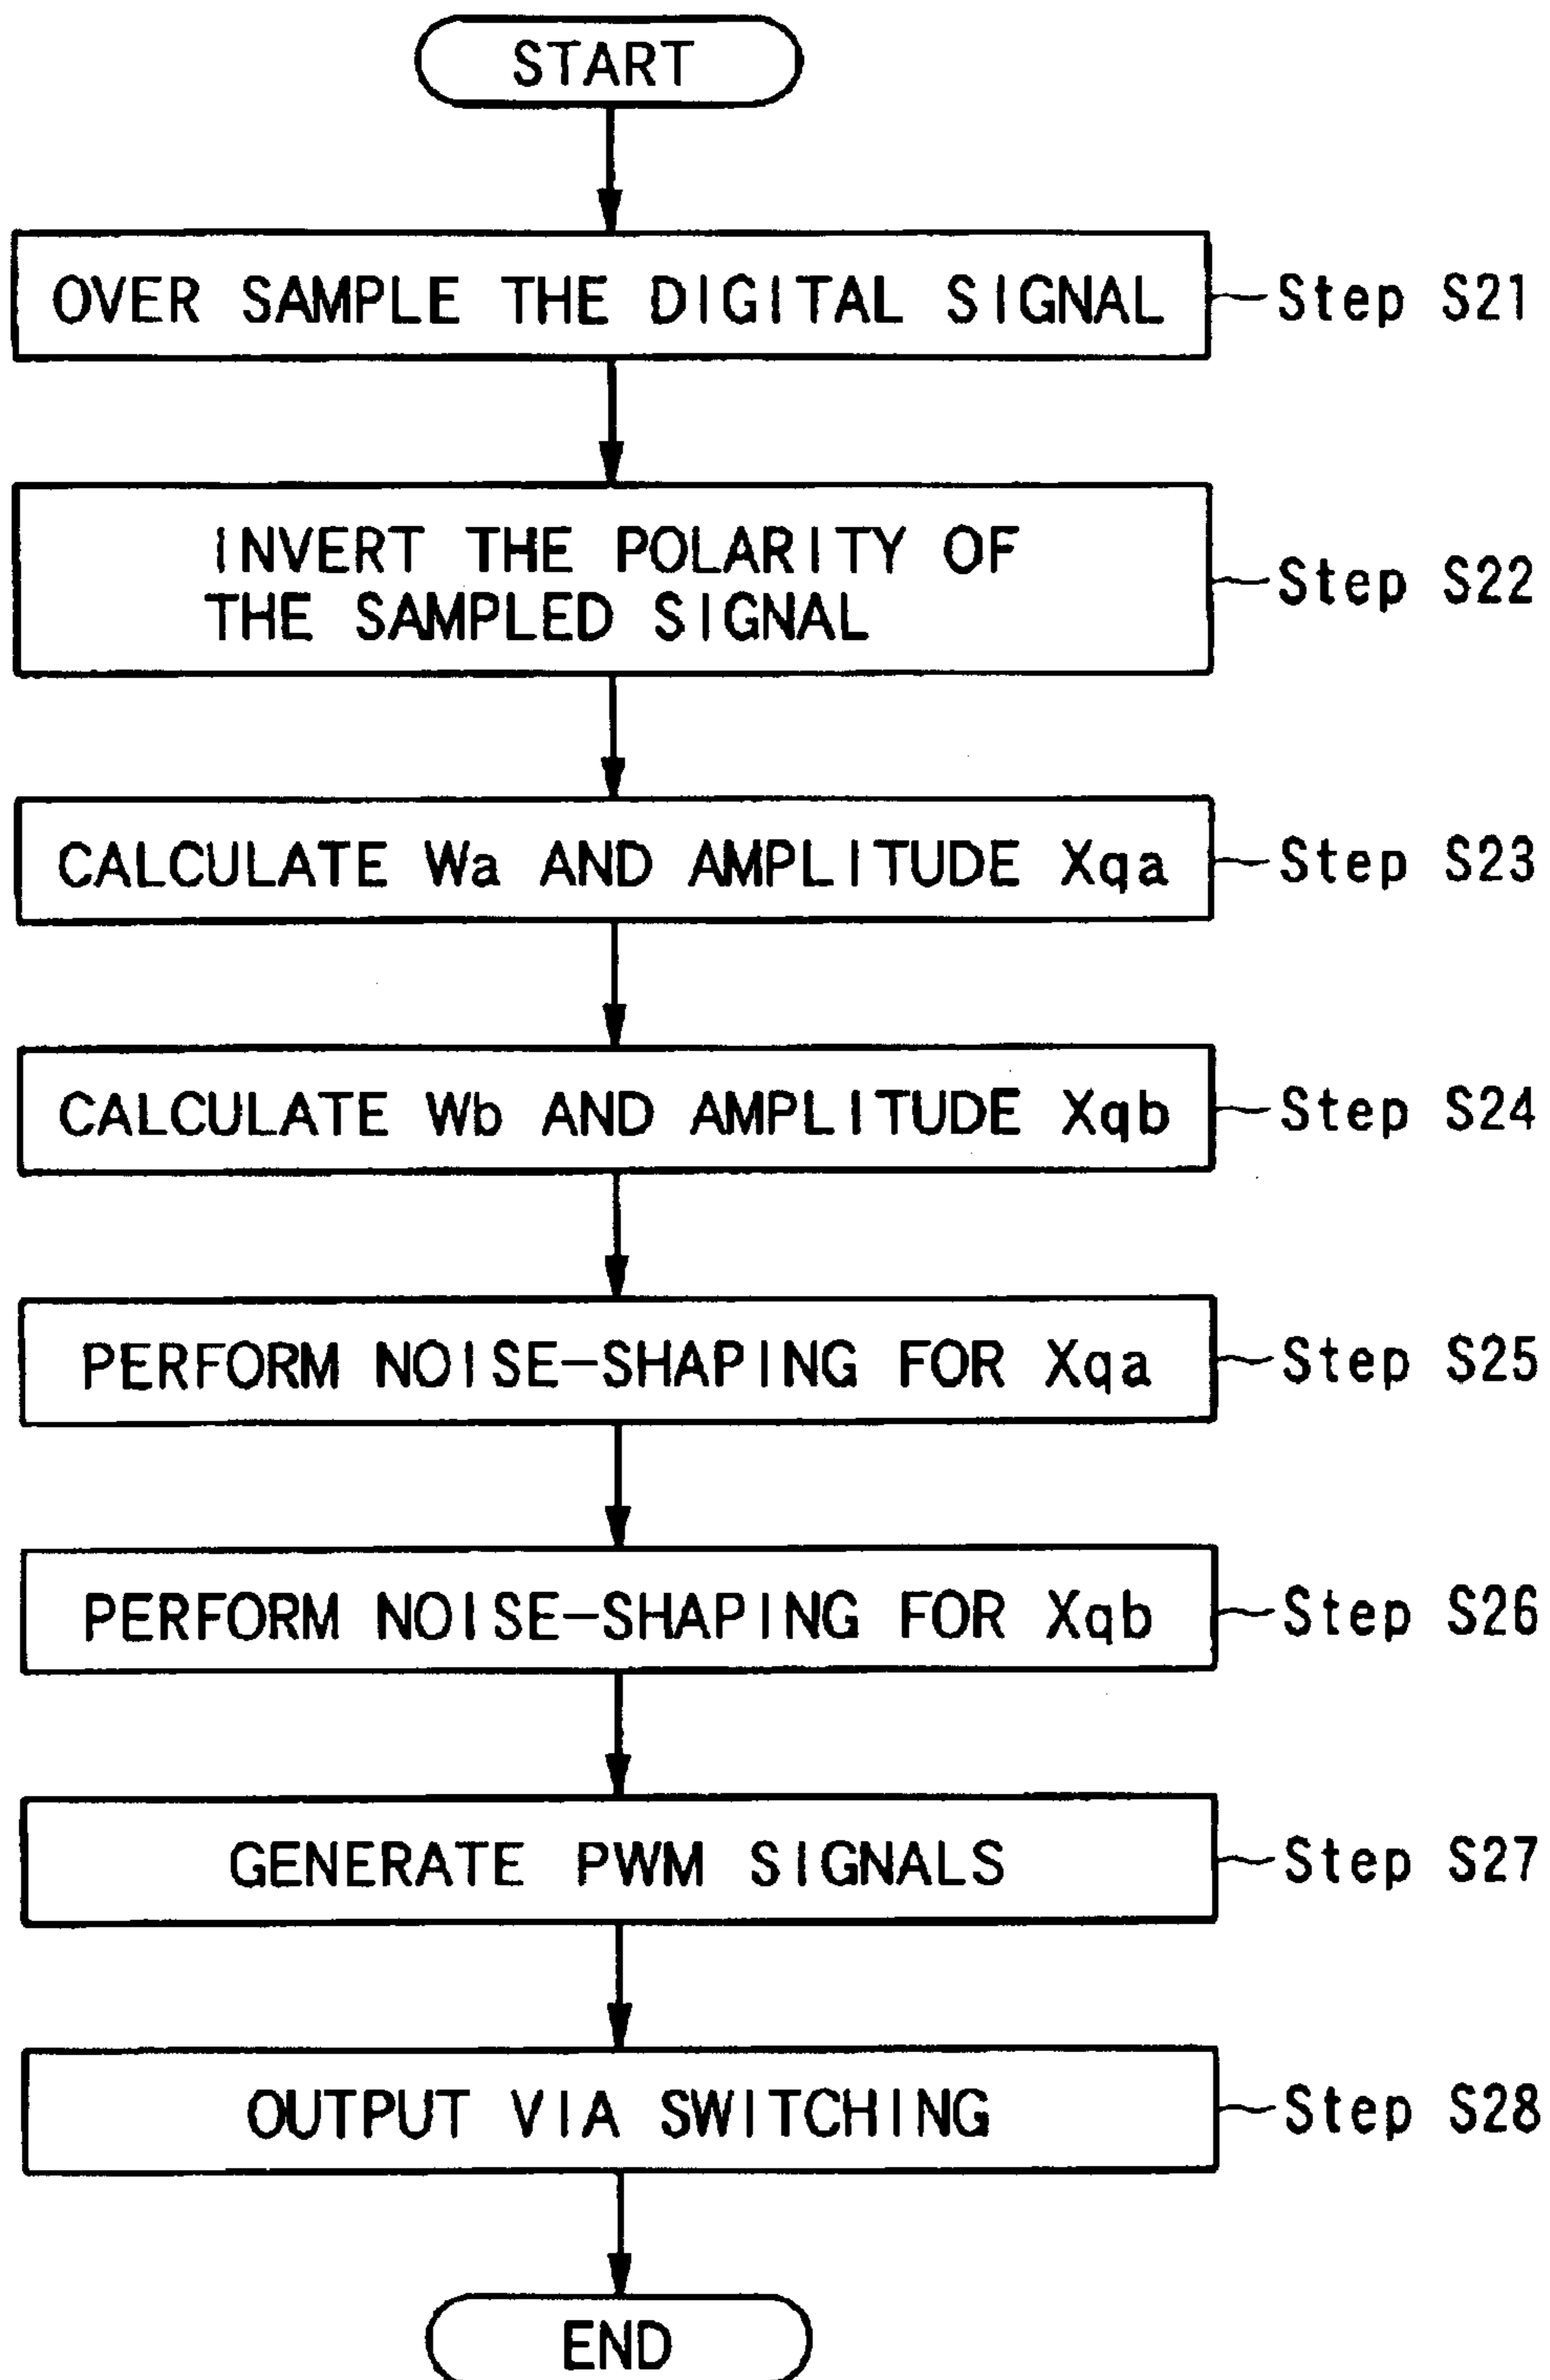 START
OVER SAMPLE THE DIGITAL SIGNAL
Step S21
INVERT THE POLARITY OF
THE SAMPLED SIGNAL
Step S22
CALCULATE Wa AND AMPLITUDE Xqa
Step S23
CALCULATE Wb AND AMPLITUDE Xqb
Step S24
PERFORM NOISE-SHAPING FOR Xqa
Step S25
PERFORM NOISE-SHAPING FOR Xqb
Step S26
GENERATE PWM SIGNALS
Step S27
OUTPUT VIA SWITCHING
Step S28
END